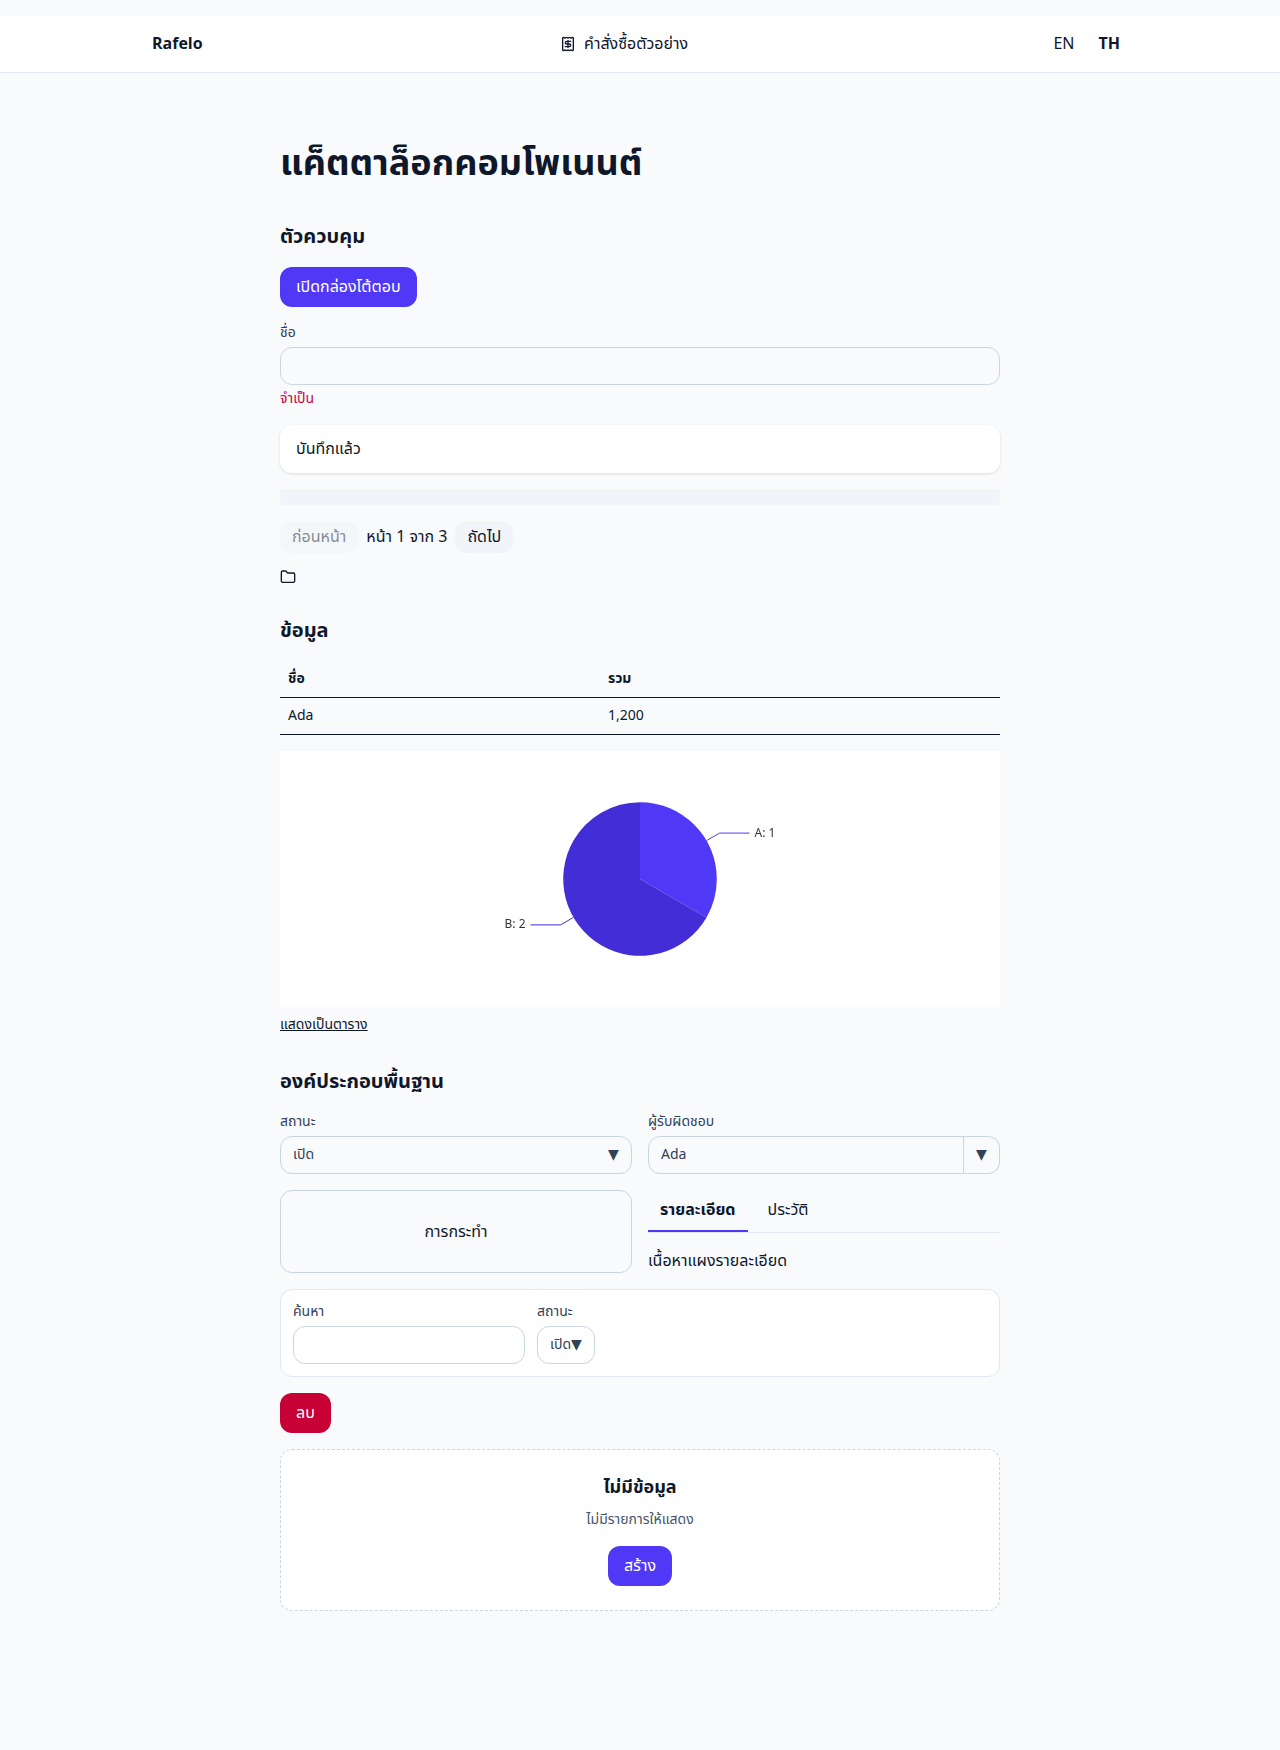 Rafelo
คำสั่งซื้อตัวอย่าง
EN TH
แค็ตตาล็อกคอมโพเนนต์
ตัวควบคุม
เปิดกล่องโต้ตอบ
ชื่อ
จำเป็น
บันทึกแล้ว
ก่อนหน้า หน้า 1 จาก 3 ถัดไป
ข้อมูล
ชื่อ รวม
Ada 1,200
A: 1
B: 2
แสดงเป็นตาราง
องค์ประกอบพื้นฐาน
สถานะ ผู้รับผิดชอบ
เปิด ▼ Ada ▼
การกระทำ
รายละเอียด ประวัติ
เนื้อหาแผงรายละเอียด
ค้นหา สถานะ
เปิด▼
ลบ
ไม่มีข้อมูล
ไม่มีรายการให้แสดง
สร้าง